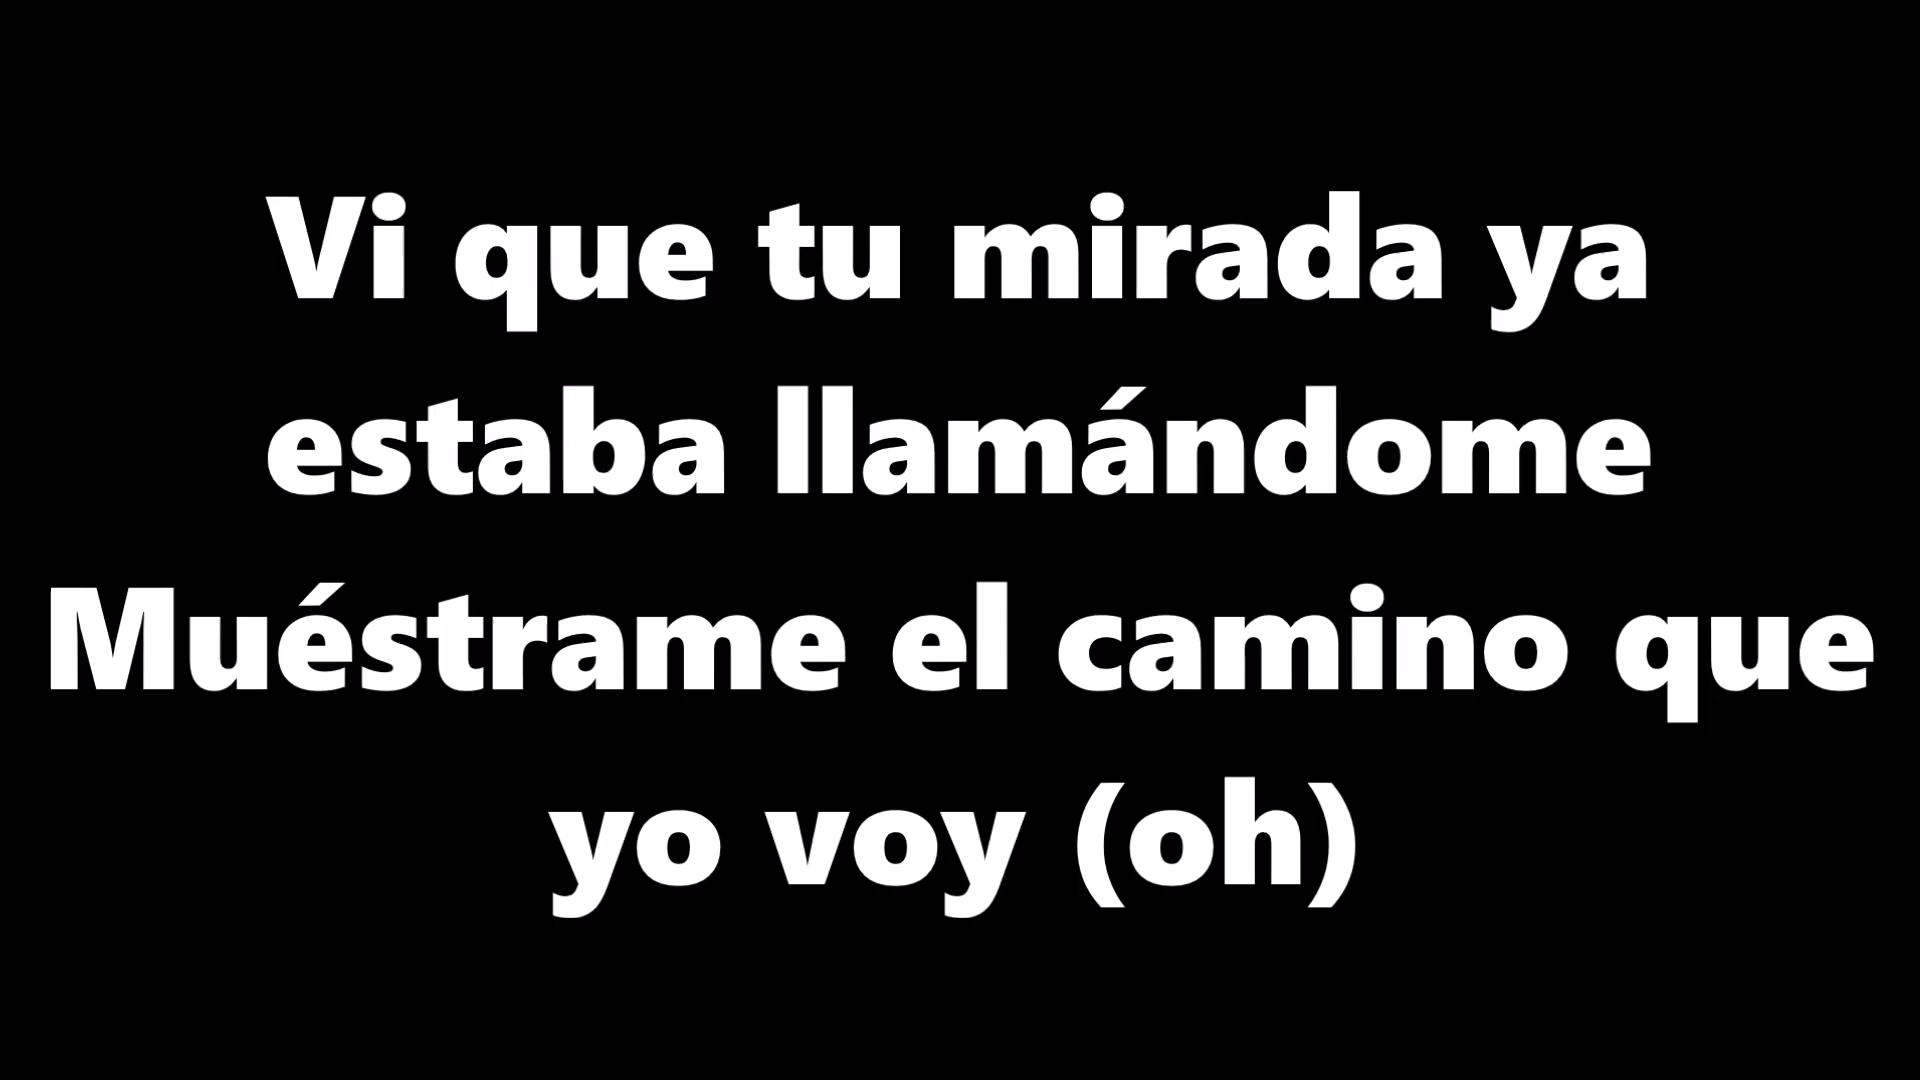 Vi que tu mirada ya
estaba llamándome
Muéstrame el camino que
yo voy (oh)